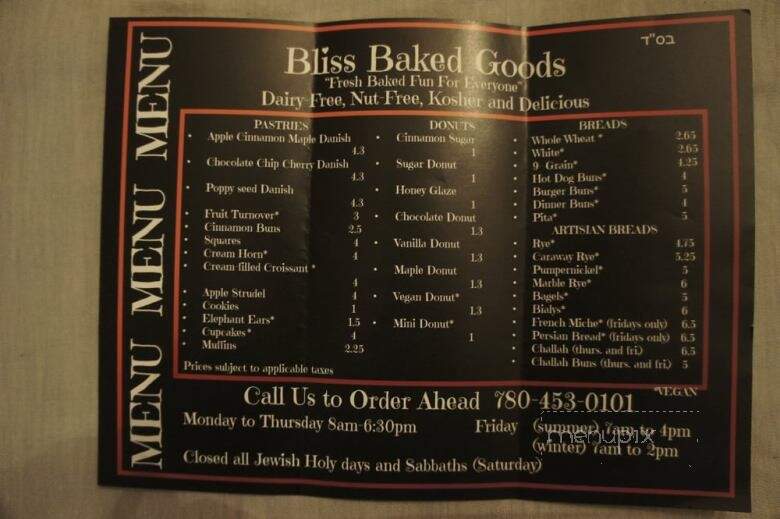 בס"ד
MENU MENU MENU
Bliss Baked Goods
"Fresh Baked Fun For Everyone"
Dairy-Free, Nut-Free, Kosher and Delicious
PASTRIES
• Apple Cinnamon Maple Danish
4.3
• Chocolate Chip Cherry Danish
4.3
• Poppy seed Danish
4.3
• Fruit Turnover* 3
• Cinnamon Buns 2.5
• Squares 4
• Cream Horn* 4
• Cream filled Croissant *
4
• Apple Strudel 4
• Cookies 1
• Elephant Ears* 1.5
• Cupcakes* 4
• Muffins 2.25
Prices subject to applicable taxes
DONUTS
• Cinnamon Sugar
1
• Sugar Donut
1
• Honey Glaze
1
• Chocolate Donut
1.3
• Vanilla Donut
1.3
• Maple Donut
1.3
• Vegan Donut*
1.3
• Mini Donut*
1
BREADS
• Whole Wheat * 2.65
• White* 2.65
• 9 Grain* 4.25
• Hot Dog Buns* 4
• Burger Buns* 5
• Dinner Buns* 4
• Pita* 5
ARTISIAN BREADS
• Rye* 4.75
• Caraway Rye* 5.25
• Pumpernickel* 5
• Marble Rye* 6
• Bagels* 5
• Bialys* 6
• French Miche* (fridays only) 6.5
• Persian Bread* (fridays only) 6.5
• Challah (thurs. and fri) 6.5
• Challah Buns (thurs. and fri) 5
*VEGAN
Call Us to Order Ahead 780-453-0101
Monday to Thursday 8am-6:30pm Friday (summer) 7am to 4pm
(winter) 7am to 2pm
Closed all Jewish Holy days and Sabbaths (Saturday)
menupix